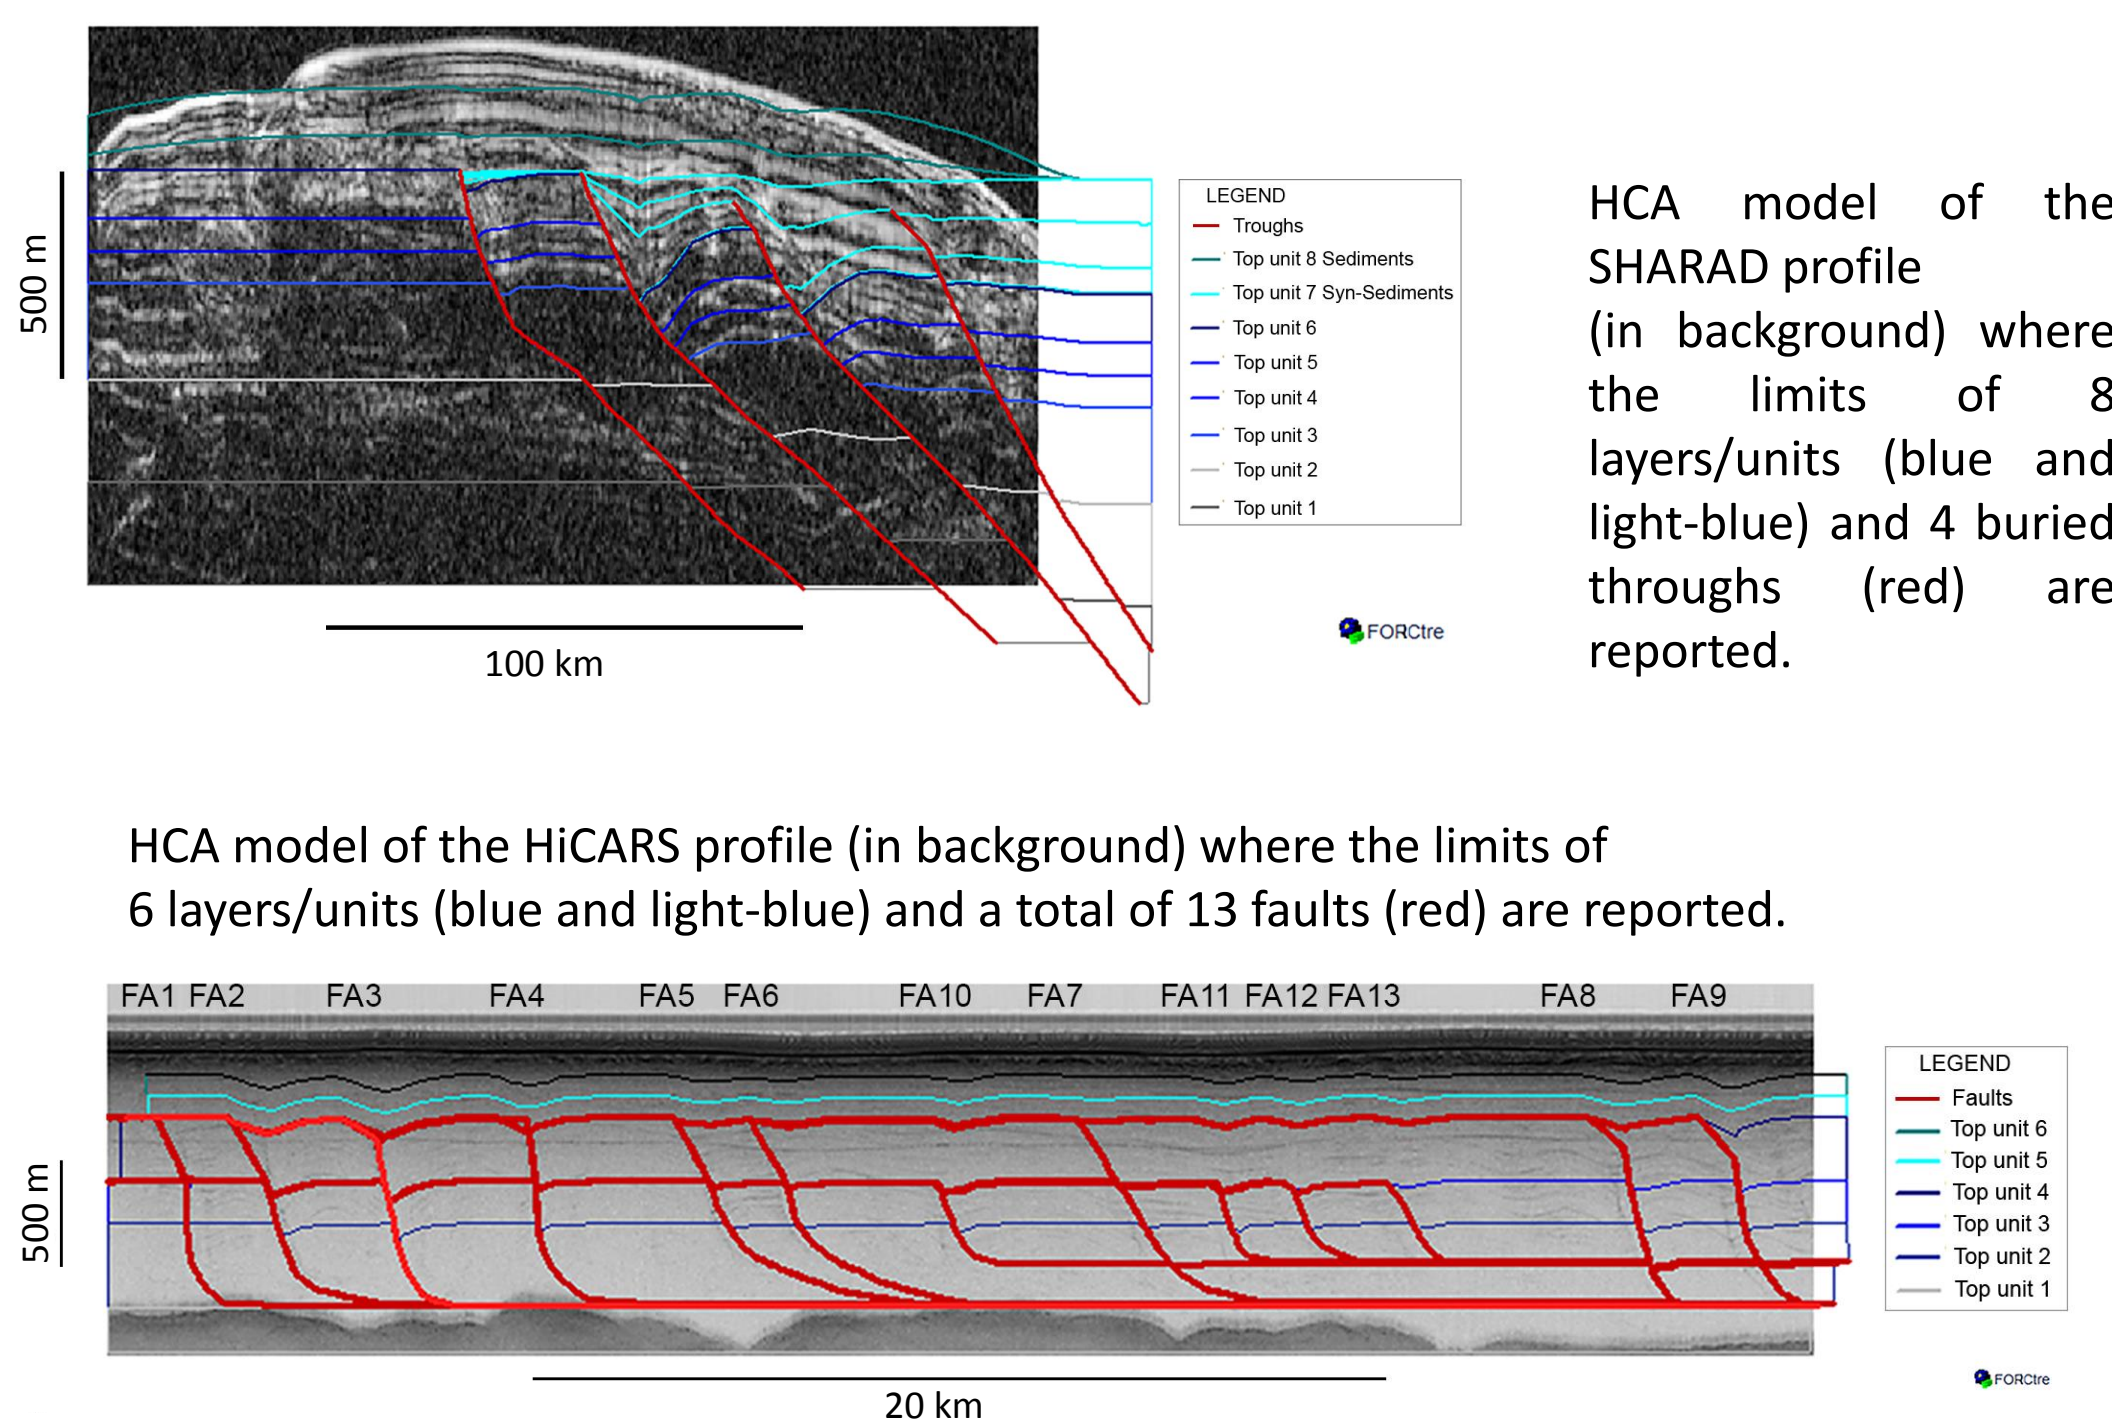 500 m
100 km
LEGEND
Troughs
Top unit 8 Sediments
Top unit 7 Syn-Sediments
Top unit 6
Top unit 5
Top unit 4
Top unit 3
Top unit 2
Top unit 1
FORCtre
HCA model of the
SHARAD profile
(in background) where
the limits of 8
layers/units (blue and
light-blue) and 4 buried
throughs (red) are
reported.
HCA model of the HiCARS profile (in background) where the limits of
6 layers/units (blue and light-blue) and a total of 13 faults (red) are reported.
FA1 FA2 FA3 FA4 FA5 FA6 FA10 FA7 FA11 FA12 FA13 FA8 FA9
500 m
20 km
LEGEND
Faults
Top unit 6
Top unit 5
Top unit 4
Top unit 3
Top unit 2
Top unit 1
FORCtre